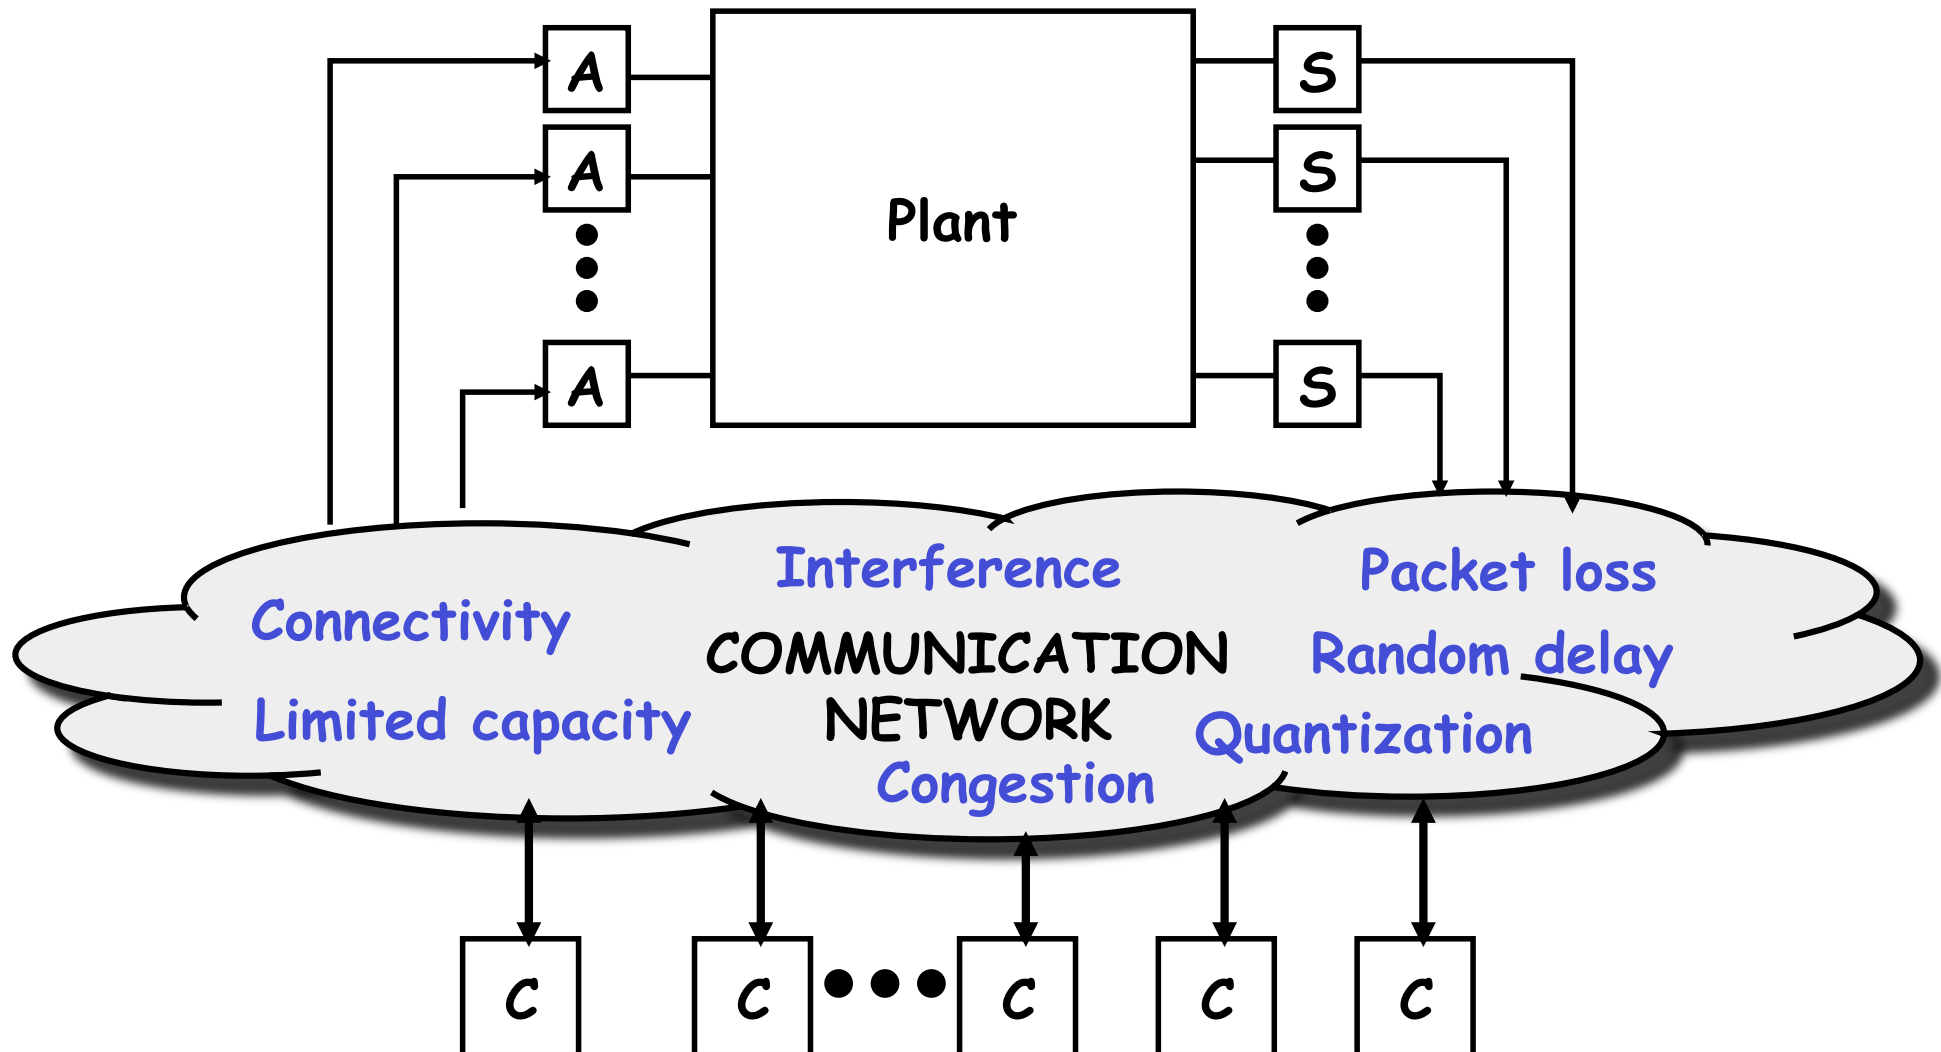 A
S
A
S
Plant
A
S
Interference
Packet loss
Connectivity
COMMUNICATION
Random delay
Limited capacity
NETWORK
Quantization
Congestion
C
C
C
C
C